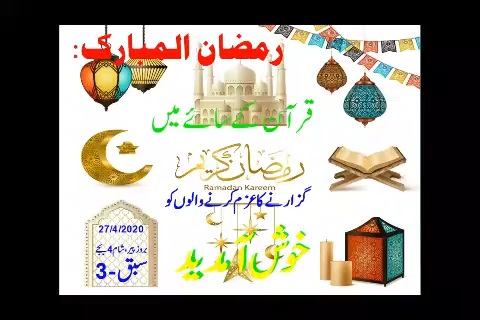 رمضان المبارک:
قرآن کے سائے میں
رمضان كريم
Ramadan Kareem
گزارنے کا عزم کرنے والوں کو
خوش آمدید
27/4/2020
بروز پیر، شام 4 بجے
سبق-3